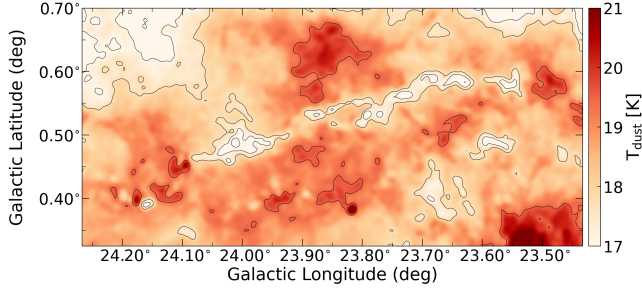 0.70°
0.60°
0.50°
0.40°
Galactic Latitude (deg)
24.20° 24.10° 24.00° 23.90° 23.80° 23.70° 23.60° 23.50°
Galactic Longitude (deg)
21
20
19
18
17
T_dust [K]